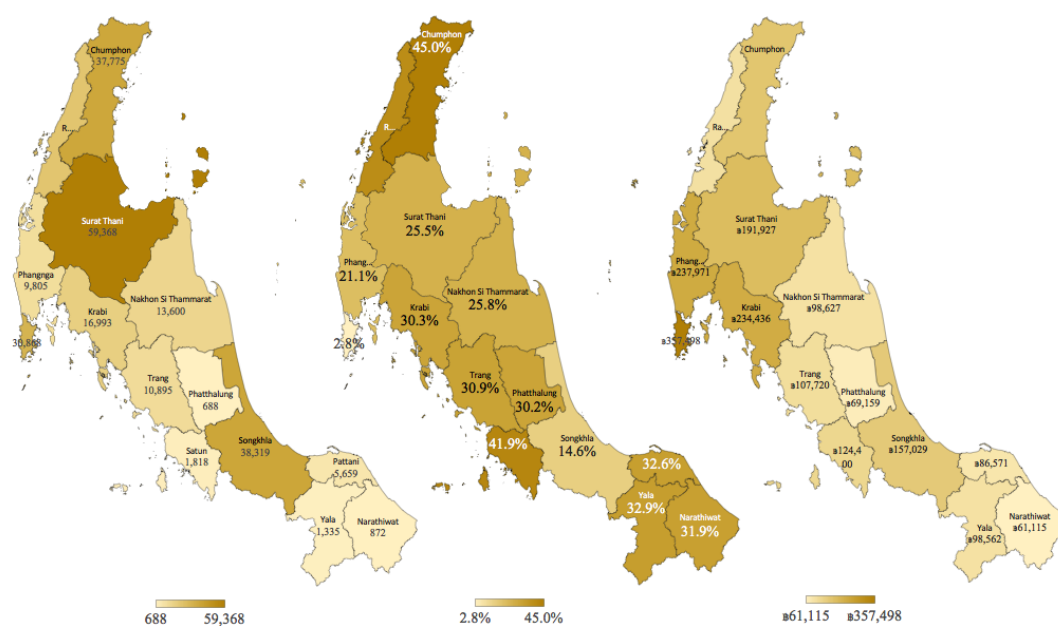 Chumphon
37,775
R...
Surat Thani
59,368
Phangnga
9,805
Nakhon Si Thammarat
13,600
Krabi
16,993
30,868
Trang
10,895
Phatthalung
688
Songkhla
38,319
Satun
1,818
Pattani
5,659
Yala
1,335
Narathiwat
872
688
59,368
Chumphon
45.0%
R...
Surat Thani
25.5%
Phang...
21.1%
Nakhon Si Thammarat
25.8%
Krabi
30.3%
2.8%
Trang
30.9%
Phatthalung
30.2%
41.9%
Songkhla
14.6%
32.6%
Yala
32.9%
Narathiwat
31.9%
2.8%
45.0%
Chumphon
Ra...
Surat Thani
฿191,927
Phang...
฿237,971
Nakhon Si Thammarat
฿98,627
Krabi
฿234,436
฿357,498
Trang
฿107,720
Phatthalung
฿69,159
Songkhla
฿157,029
฿124,4
00
฿86,571
Yala
฿98,562
Narathiwat
฿61,115
฿61,115
฿357,498